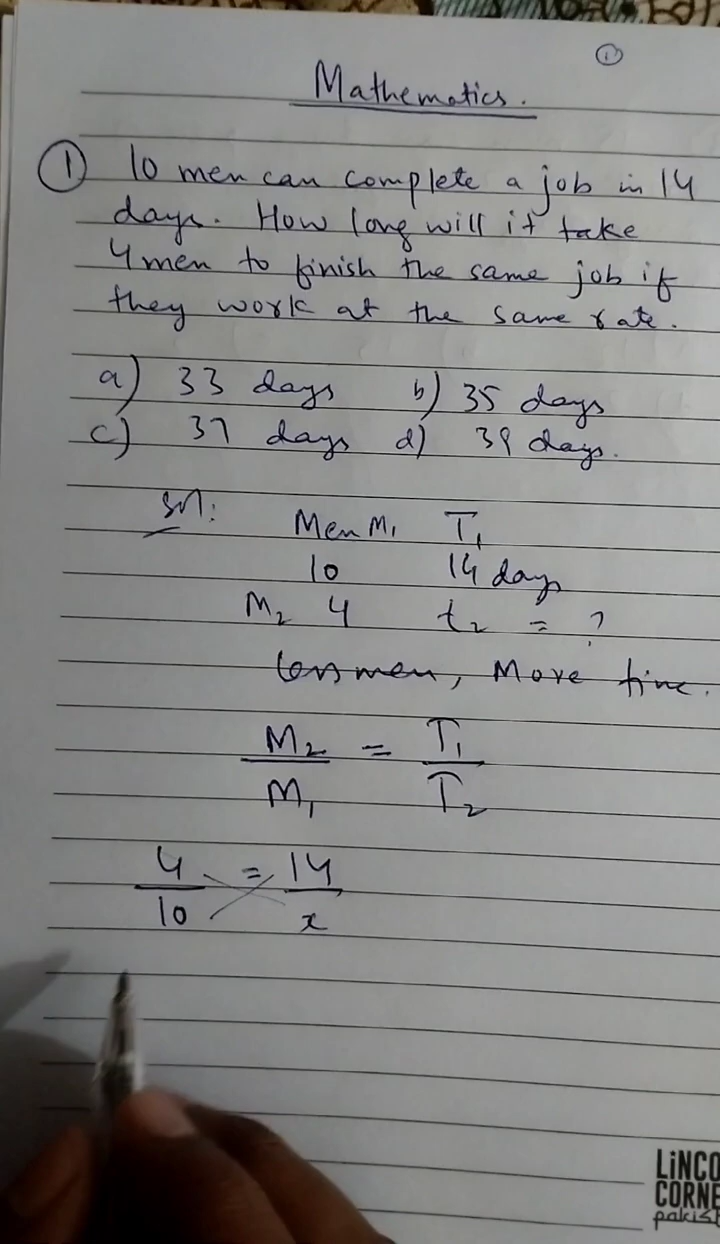 1
Mathematics.
1 10 men can complete a job in 14
days. How long will it take
4 men to finish the same job if
they work at the same rate.
a) 33 days b) 35 days
c) 37 days d) 39 days.
Sol:
Men M1 T1
10 14 days
M2 4 t2 = ?
less men, More time.
M2/M1 = T1/T2
4/10 = 14/x
LiNCO
CORNE
pakist